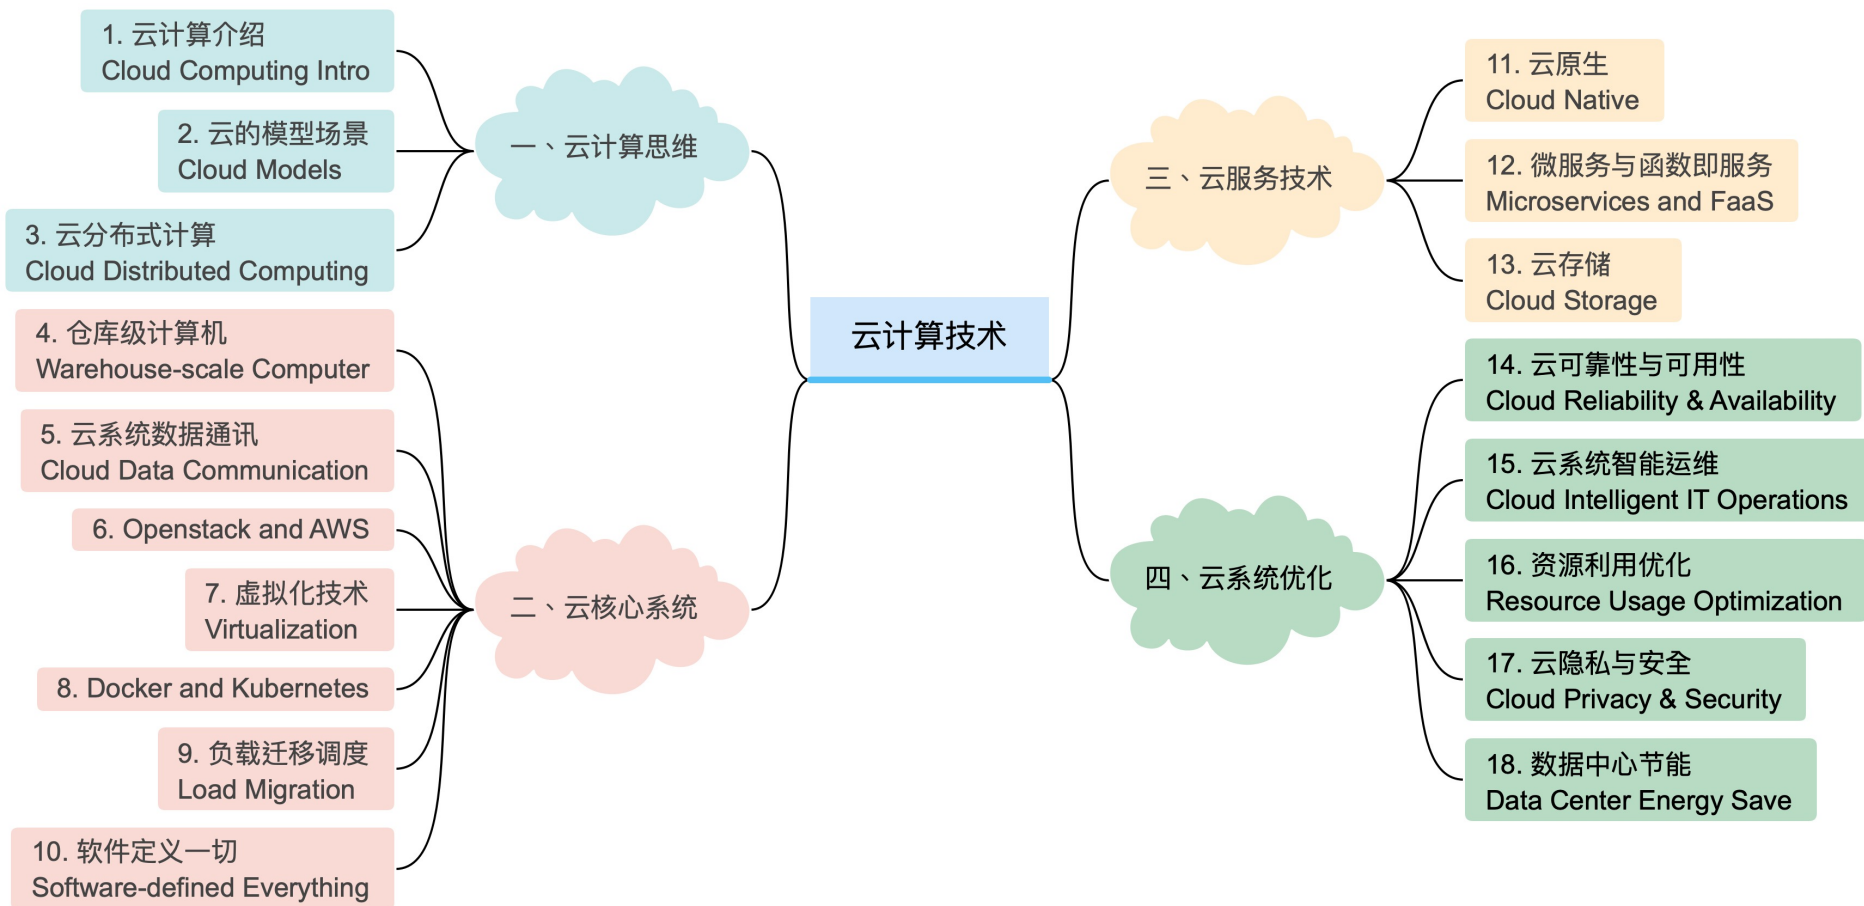 1. 云计算介绍
Cloud Computing Intro
2. 云的模型场景
Cloud Models
3. 云分布式计算
Cloud Distributed Computing
一、云计算思维
4. 仓库级计算机
Warehouse-scale Computer
5. 云系统数据通讯
Cloud Data Communication
6. Openstack and AWS
7. 虚拟化技术
Virtualization
8. Docker and Kubernetes
9. 负载迁移调度
Load Migration
10. 软件定义一切
Software-defined Everything
二、云核心系统
云计算技术
三、云服务技术
11. 云原生
Cloud Native
12. 微服务与函数即服务
Microservices and FaaS
13. 云存储
Cloud Storage
四、云系统优化
14. 云可靠性与可用性
Cloud Reliability & Availability
15. 云系统智能运维
Cloud Intelligent IT Operations
16. 资源利用优化
Resource Usage Optimization
17. 云隐私与安全
Cloud Privacy & Security
18. 数据中心节能
Data Center Energy Save